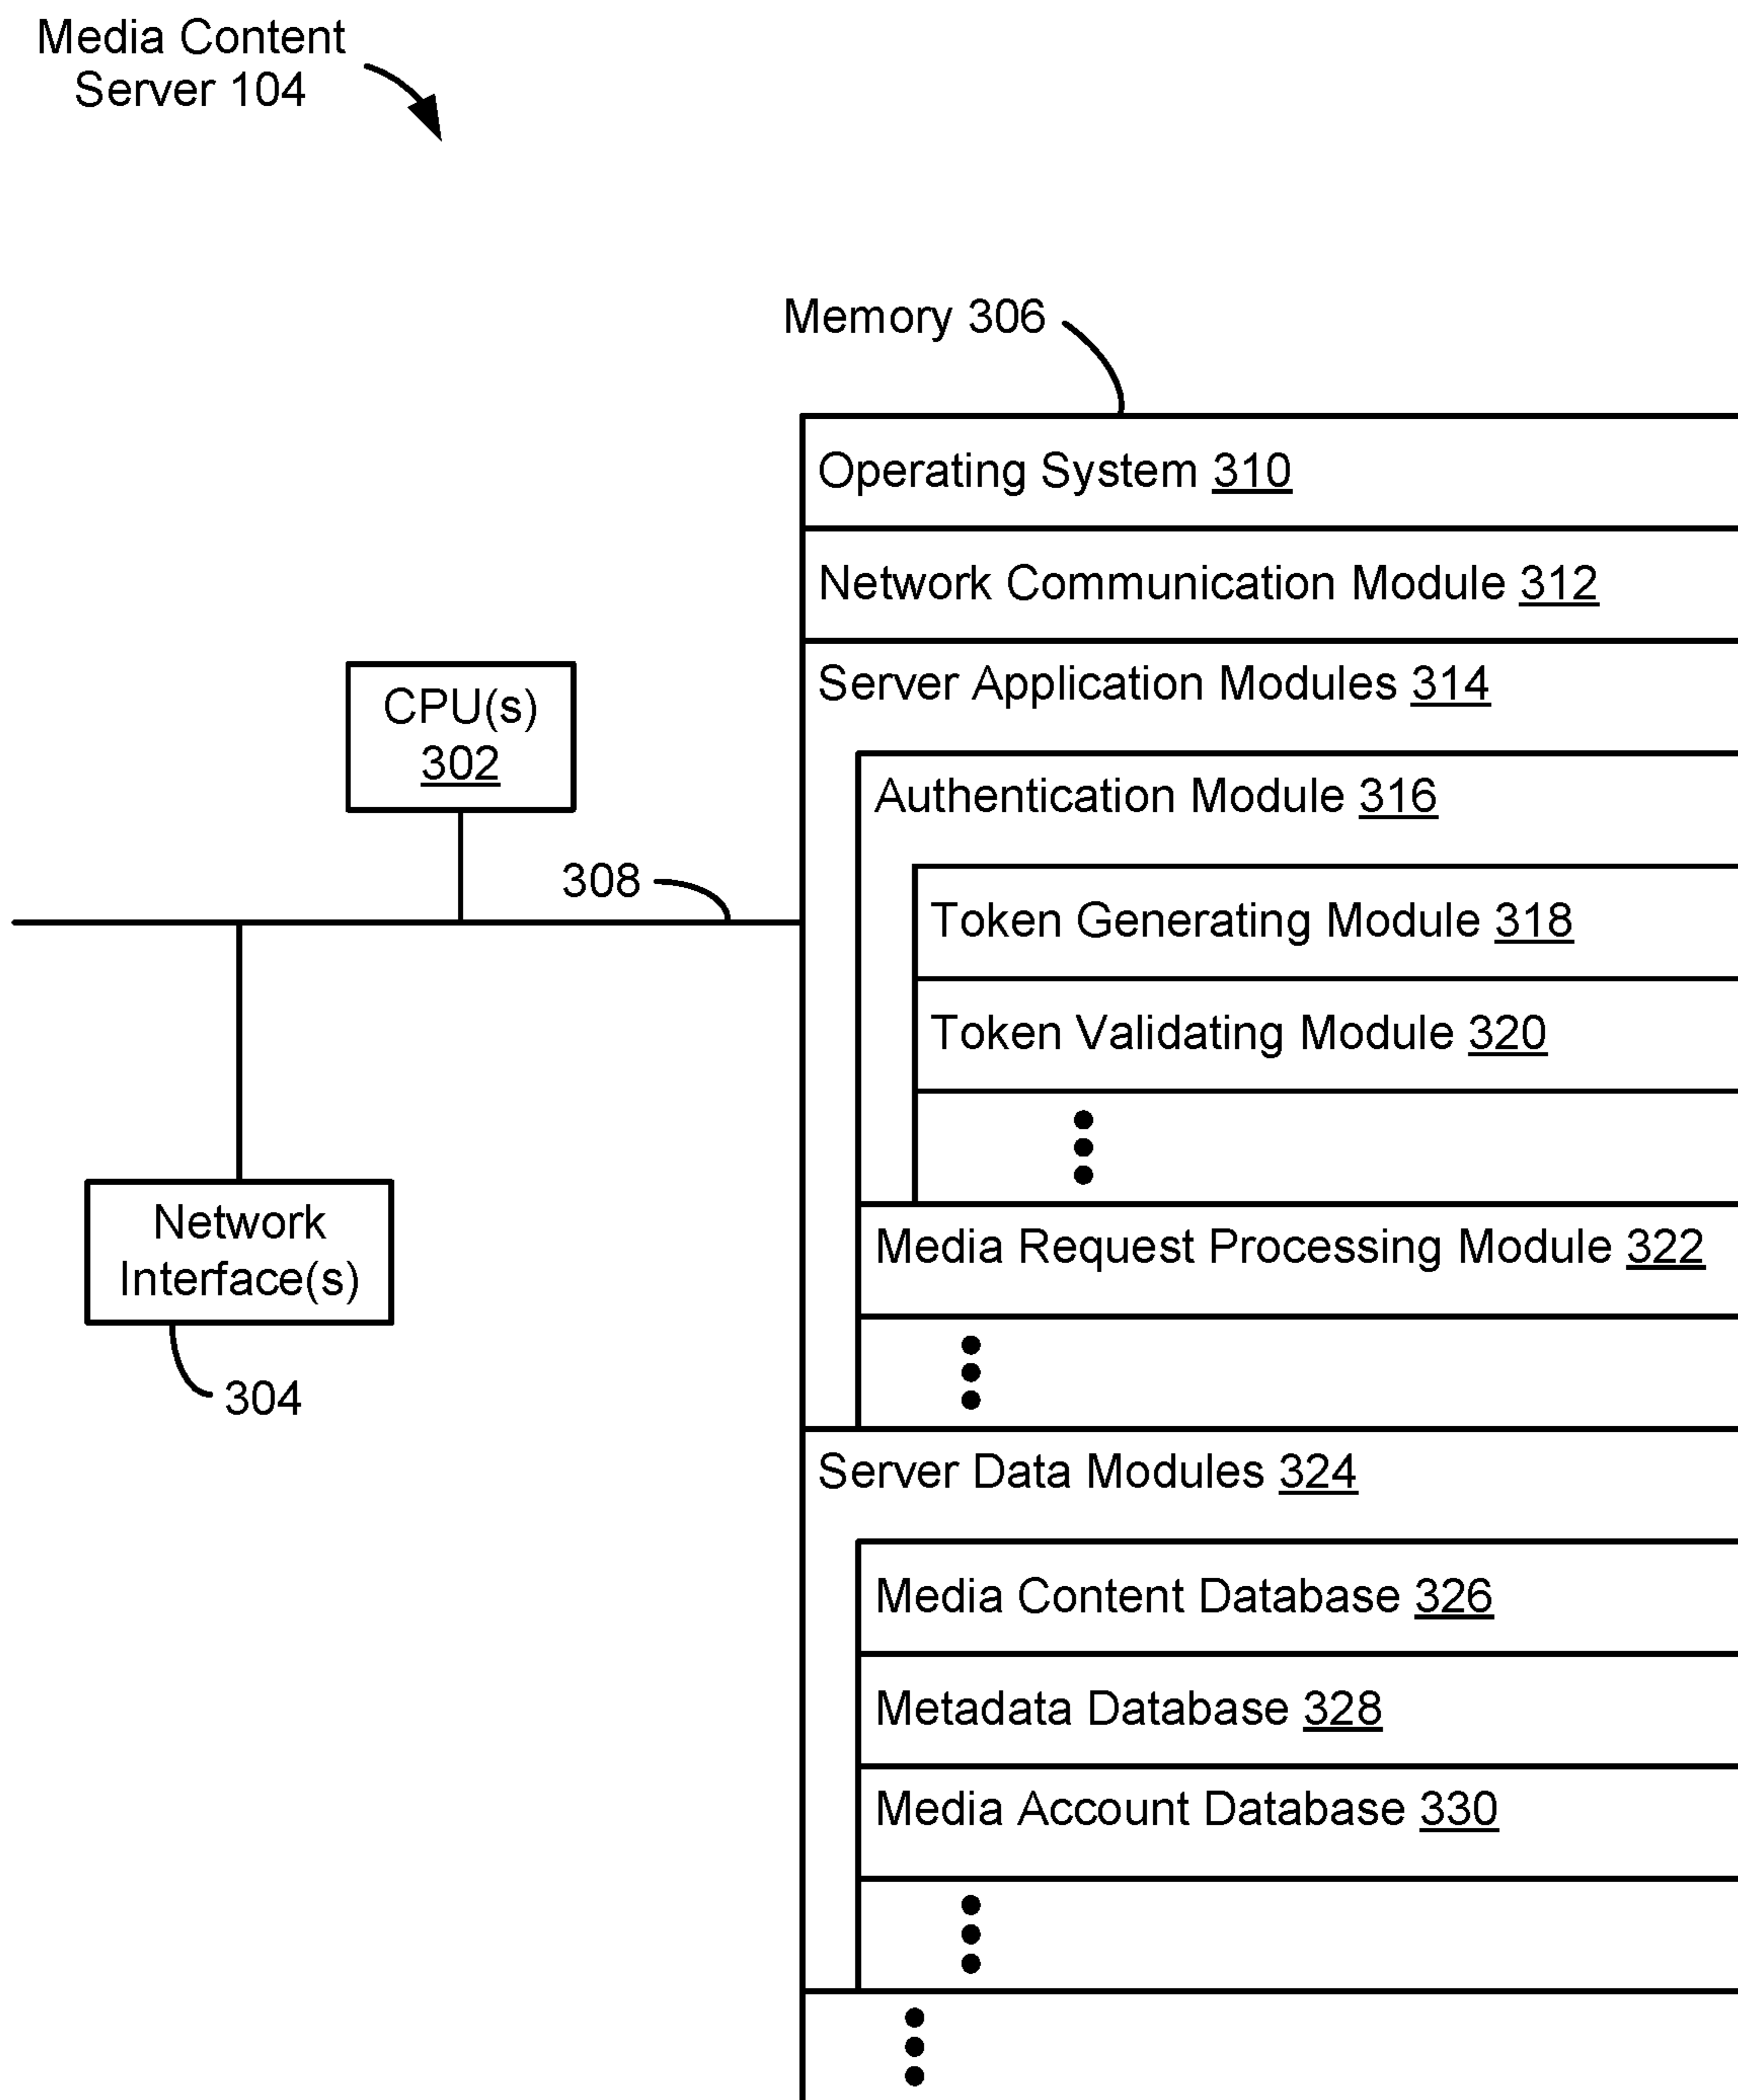 Media Content
Server 104
Memory 306
Operating System 310
Network Communication Module 312
Server Application Modules 314
CPU(s)
302
Authentication Module 316
308
Token Generating Module 318
Token Validating Module 320
Network
Interface(s)
304
Media Request Processing Module 322
Server Data Modules 324
Media Content Database 326
Metadata Database 328
Media Account Database 330